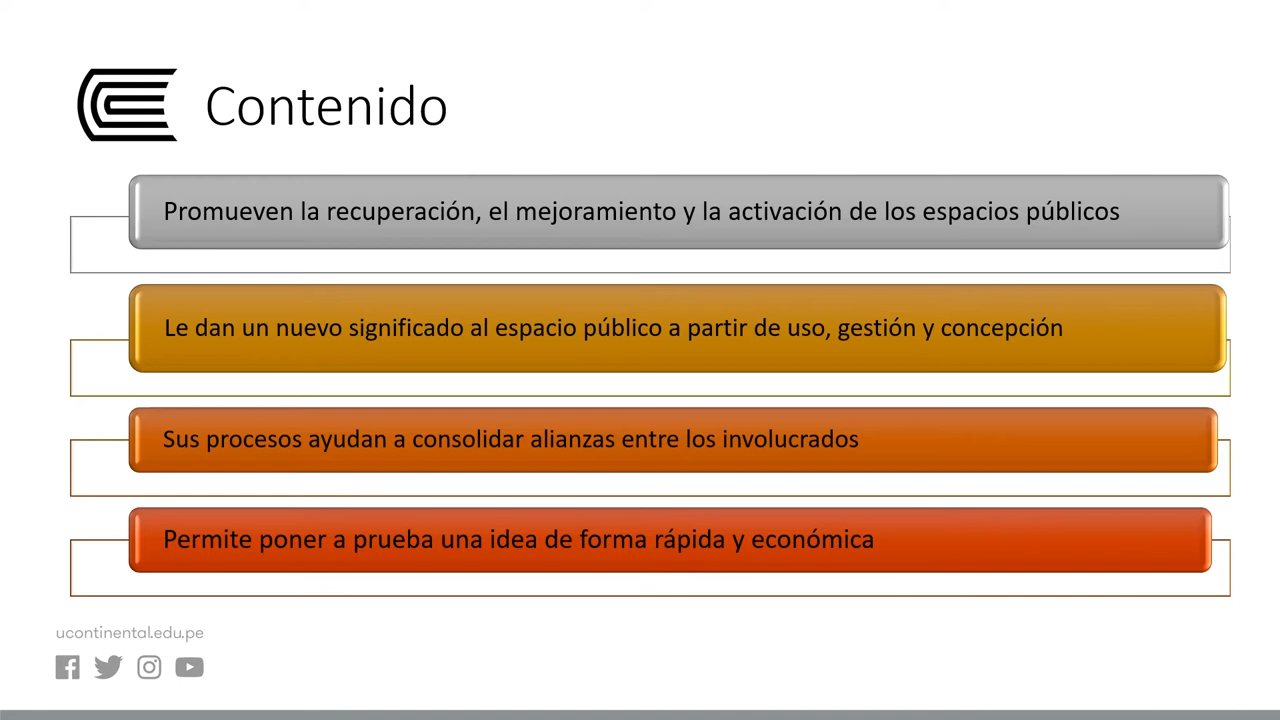 Contenido
Promueven la recuperación, el mejoramiento y la activación de los espacios públicos
Le dan un nuevo significado al espacio público a partir de uso, gestión y concepción
Sus procesos ayudan a consolidar alianzas entre los involucrados
Permite poner a prueba una idea de forma rápida y económica
ucontinental.edu.pe